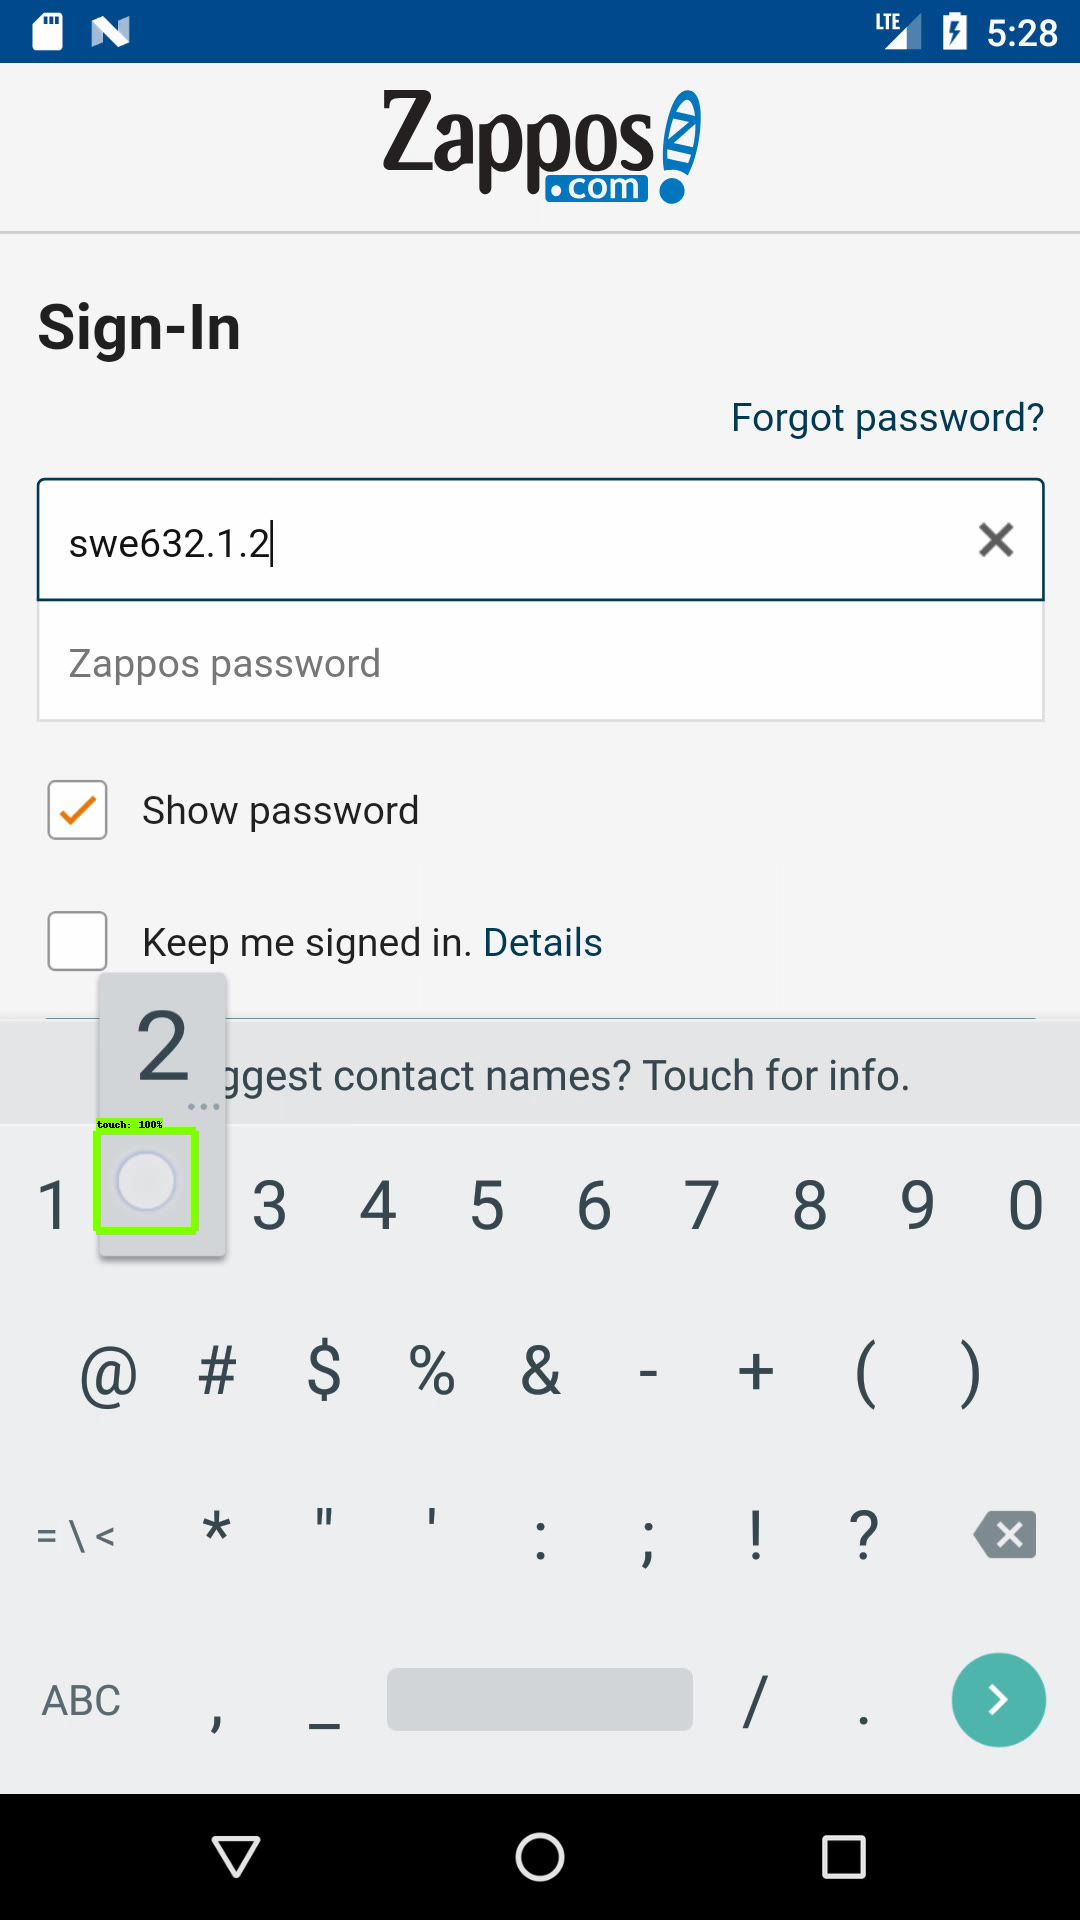 LTE 5:28
Zappos
.com
Sign-In
Forgot password?
swe632.1.2
Zappos password
Show password
Keep me signed in. Details
2
ggest contact names? Touch for info.
touch: 100%
1 3 4 5 6 7 8 9 0
@ # $ % & - + ( )
= \ < * " ' : ; ! ?
ABC , _ / .